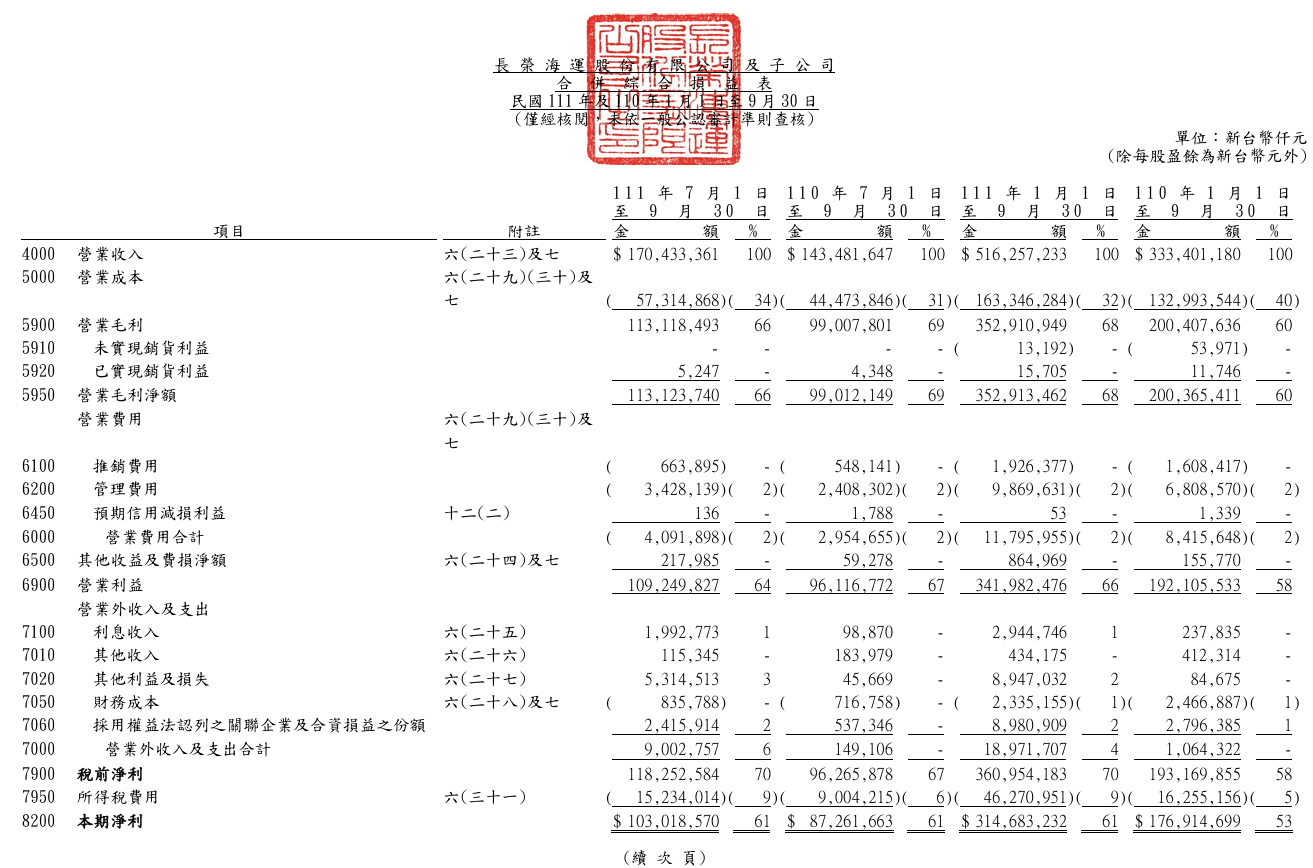 長榮海運股份有限公司及子公司
合併綜合損益表
民國 111 年及 110 年 1 月 1 日至 9 月 30 日
(僅經核閱,未依一般公認審計準則查核)
單位:新台幣仟元
(除每股盈餘為新台幣元外)
111 年 7 月 1 日 110 年 7 月 1 日 111 年 1 月 1 日 110 年 1 月 1 日
至 9 月 30 日 至 9 月 30 日 至 9 月 30 日 至 9 月 30 日
項目 附註 金額 % 金額 % 金額 % 金額 %
4000 營業收入 六(二十三)及七 $ 170,433,361 100 $ 143,481,647 100 $ 516,257,233 100 $ 333,401,180 100
5000 營業成本 六(二十九)(三十)及
七 ( 57,314,868)( 34)( 44,473,846)( 31)( 163,346,284)( 32)( 132,993,544)( 40)
5900 營業毛利 113,118,493 66 99,007,801 69 352,910,949 68 200,407,636 60
5910 未實現銷貨利益 - - - - ( 13,192) - ( 53,971) -
5920 已實現銷貨利益 5,247 - 4,348 - 15,705 - 11,746 -
5950 營業毛利淨額 113,123,740 66 99,012,149 69 352,913,462 68 200,365,411 60
營業費用 六(二十九)(三十)及
七
6100 推銷費用 ( 663,895) - ( 548,141) - ( 1,926,377) - ( 1,608,417) -
6200 管理費用 ( 3,428,139)( 2)( 2,408,302)( 2)( 9,869,631)( 2)( 6,808,570)( 2)
6450 預期信用減損利益 十二(二) 136 - 1,788 - 53 - 1,339 -
6000 營業費用合計 ( 4,091,898)( 2)( 2,954,655)( 2)( 11,795,955)( 2)( 8,415,648)( 2)
6500 其他收益及費損淨額 六(二十四)及七 217,985 - 59,278 - 864,969 - 155,770 -
6900 營業利益 109,249,827 64 96,116,772 67 341,982,476 66 192,105,533 58
營業外收入及支出
7100 利息收入 六(二十五) 1,992,773 1 98,870 - 2,944,746 1 237,835 -
7010 其他收入 六(二十六) 115,345 - 183,979 - 434,175 - 412,314 -
7020 其他利益及損失 六(二十七) 5,314,513 3 45,669 - 8,947,032 2 84,675 -
7050 財務成本 六(二十八)及七 ( 835,788) - ( 716,758) - ( 2,335,155)( 1)( 2,466,887)( 1)
7060 採用權益法認列之關聯企業及合資損益之份額 2,415,914 2 537,346 - 8,980,909 2 2,796,385 1
7000 營業外收入及支出合計 9,002,757 6 149,106 - 18,971,707 4 1,064,322 -
7900 稅前淨利 118,252,584 70 96,265,878 67 360,954,183 70 193,169,855 58
7950 所得稅費用 六(三十一) ( 15,234,014)( 9)( 9,004,215)( 6)( 46,270,951)( 9)( 16,255,156)( 5)
8200 本期淨利 $ 103,018,570 61 $ 87,261,663 61 $ 314,683,232 61 $ 176,914,699 53
(續次頁)